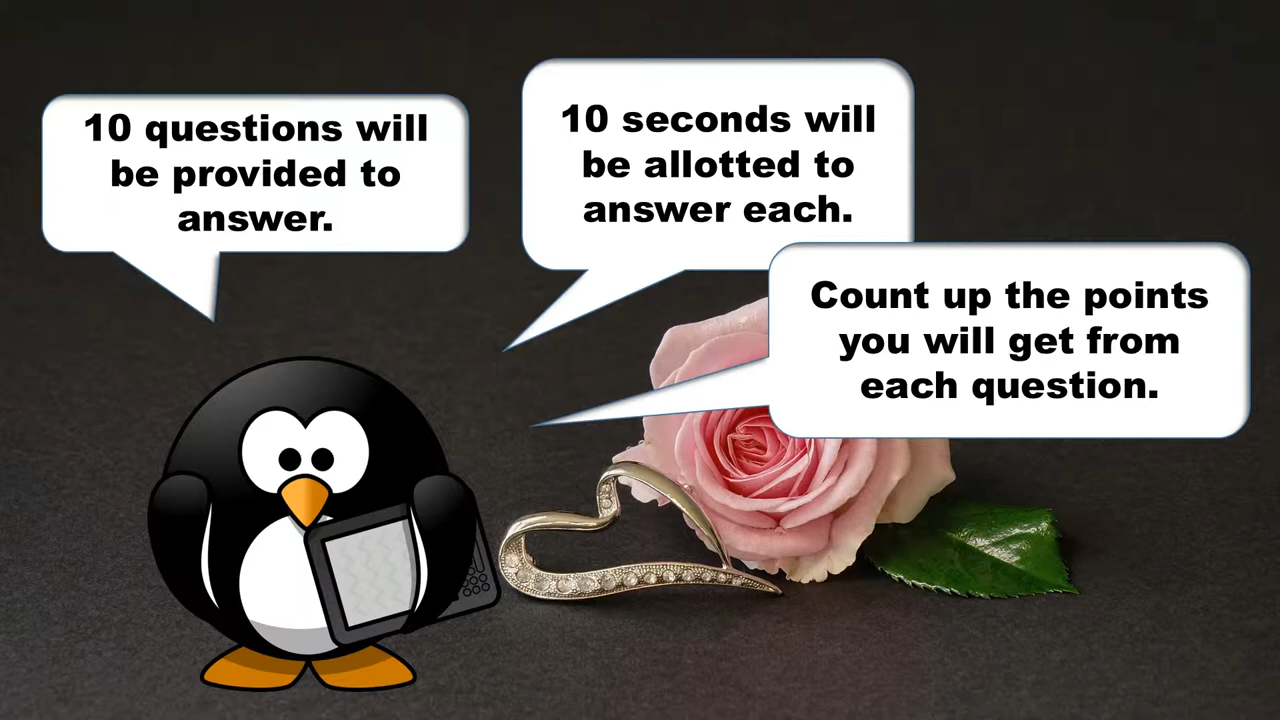 10 questions will
be provided to
answer.
10 seconds will
be allotted to
answer each.
Count up the points
you will get from
each question.